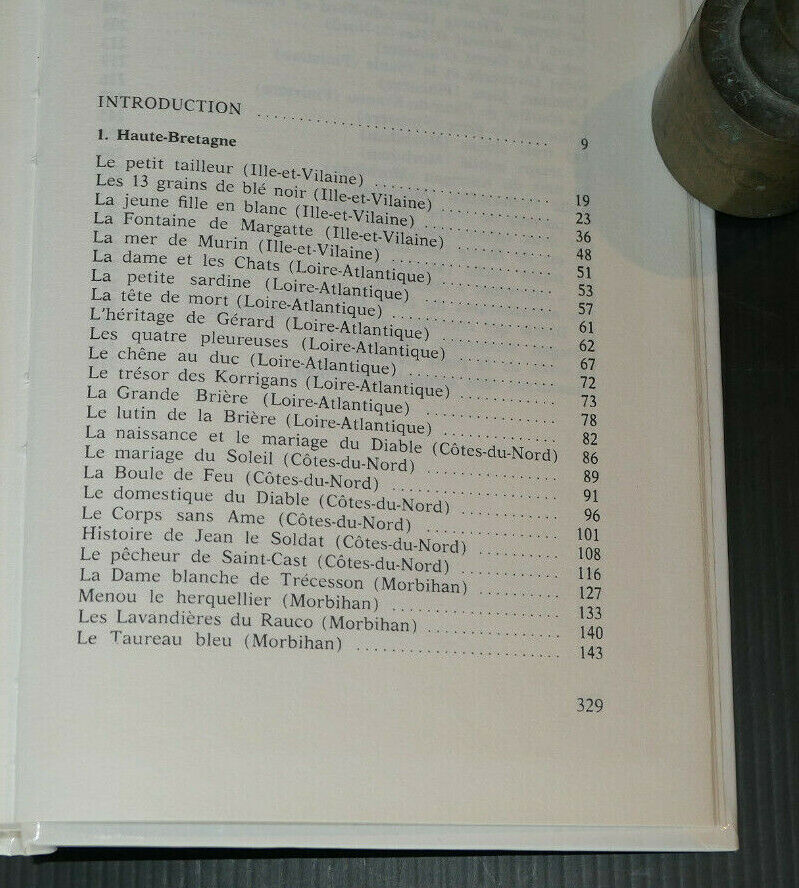 INTRODUCTION .......................................... 9
1. Haute-Bretagne
Le petit tailleur (Ille-et-Vilaine) ......................... 19
Les 13 grains de blé noir (Ille-et-Vilaine) ............... 23
La jeune fille en blanc (Ille-et-Vilaine) ................. 36
La Fontaine de Margatte (Ille-et-Vilaine) .............. 48
La mer de Murin (Ille-et-Vilaine) ........................ 51
La dame et les Chats (Loire-Atlantique) ................ 53
La petite sardine (Loire-Atlantique) ..................... 57
La tête de mort (Loire-Atlantique) ....................... 61
L'héritage de Gérard (Loire-Atlantique) ................ 62
Les quatre pleureuses (Loire-Atlantique) .............. 67
Le chêne au duc (Loire-Atlantique) ...................... 72
Le trésor des Korrigans (Loire-Atlantique) ............. 73
La Grande Brière (Loire-Atlantique) ..................... 78
Le lutin de la Brière (Loire-Atlantique) ................. 82
La naissance et le mariage du Diable (Côtes-du-Nord) 86
Le mariage du Soleil (Côtes-du-Nord) ................... 89
La Boule de Feu (Côtes-du-Nord) ........................ 91
Le domestique du Diable (Côtes-du-Nord) .............. 96
Le Corps sans Ame (Côtes-du-Nord) .................... 101
Histoire de Jean le Soldat (Côtes-du-Nord) ............ 108
Le pêcheur de Saint-Cast (Côtes-du-Nord) ............. 116
La Dame blanche de Trécesson (Morbihan) ............ 127
Menou le herquellier (Morbihan) ......................... 133
Les Lavandières du Rauco (Morbihan) ................... 140
Le Taureau bleu (Morbihan) .............................. 143
329